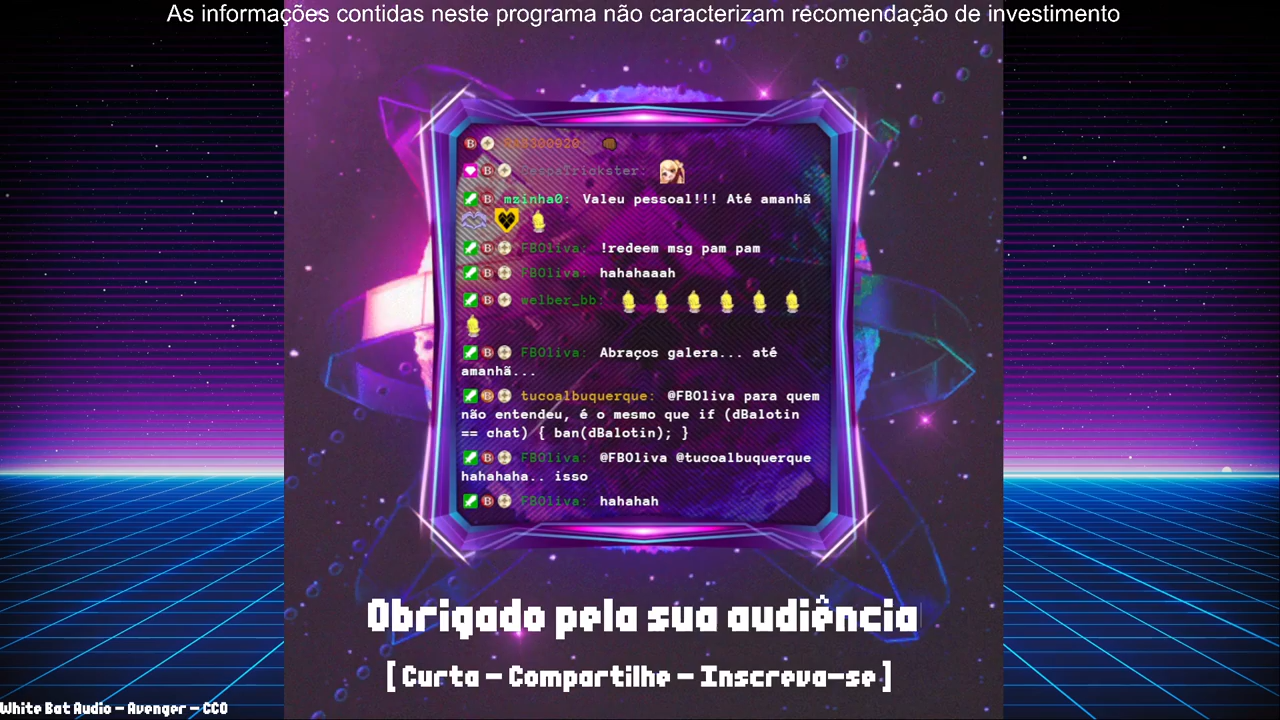 As informações contidas neste programa não caracterizam recomendação de investimento
mzinha0: Valeu pessoal!!! Até amanhã
FBOliva: !redeem msg pam pam
FBOliva: hahahaaah
welber_bb:
FBOliva: Abraços galera... até
amanhã...
tucoalbuquerque: @FBOliva para quem
não entendeu, é o mesmo que if (dBalotin
== chat) { ban(dBalotin); }
FBOliva: @FBOliva @tucoalbuquerque
hahahaha.. isso
FBOliva: hahahah
Obrigado pela sua audiência
[ Curta - Compartilhe - Inscreva-se ]
White Bat Audio - Avenger - CC0